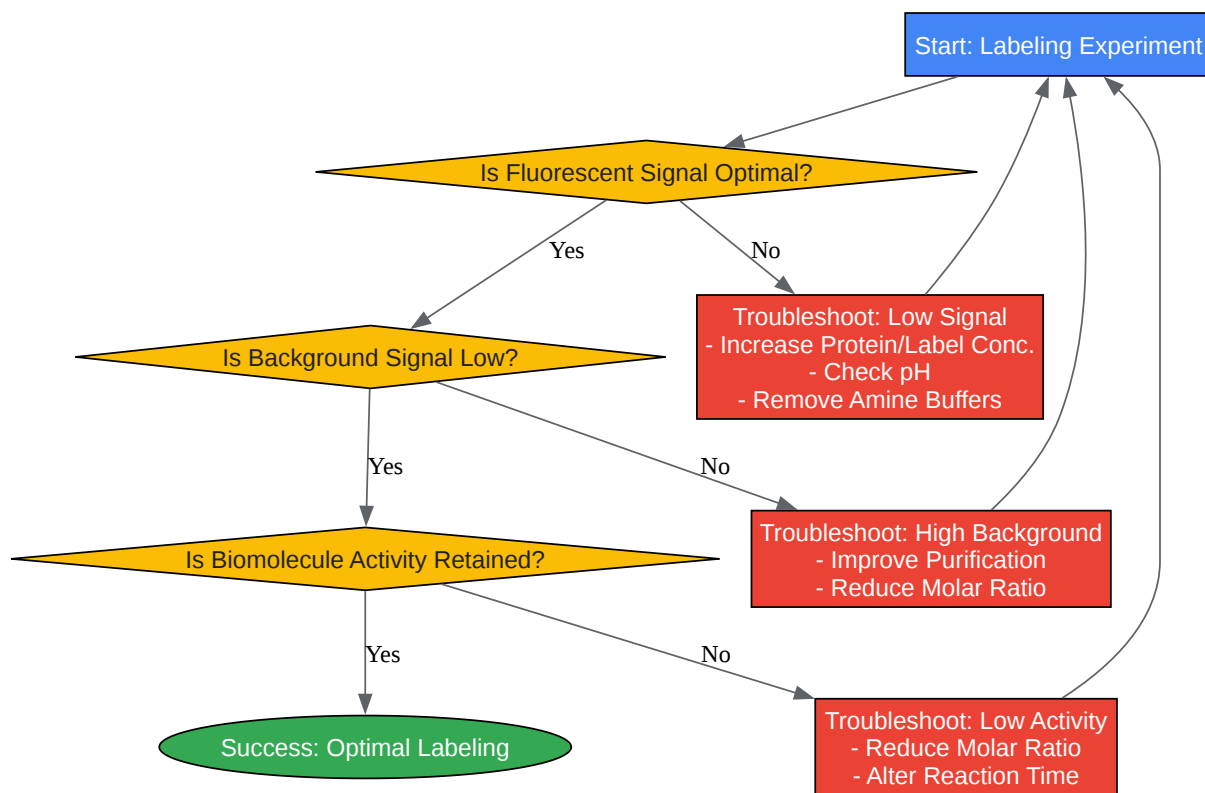 Start: Labeling Experiment
Is Fluorescent Signal Optimal?
Yes
No
Troubleshoot: Low Signal
- Increase Protein/Label Conc.
- Check pH
- Remove Amine Buffers
Is Background Signal Low?
Yes
No
Troubleshoot: High Background
- Improve Purification
- Reduce Molar Ratio
Is Biomolecule Activity Retained?
Yes
No
Troubleshoot: Low Activity
- Reduce Molar Ratio
- Alter Reaction Time
Success: Optimal Labeling